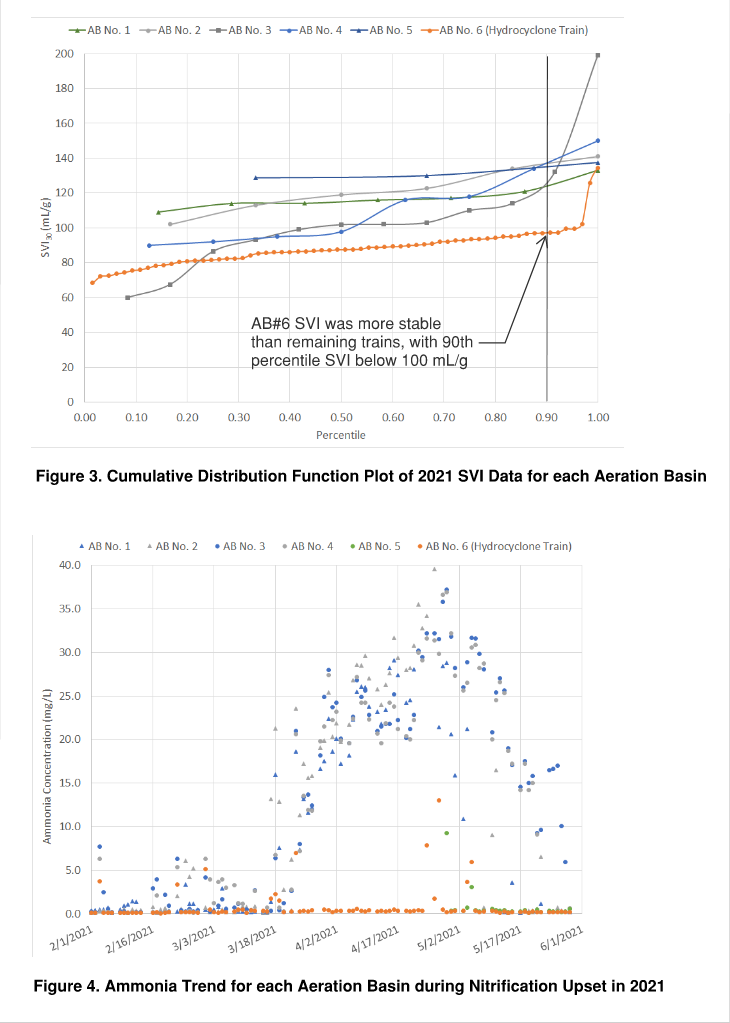 AB No. 1 AB No. 2 AB No. 3 AB No. 4 AB No. 5 AB No. 6 (Hydrocyclone Train)
200
180
160
140
120
100
80
60
40
20
0
SVI30 (mL/g)
AB#6 SVI was more stable
than remaining trains, with 90th
percentile SVI below 100 mL/g
0.00 0.10 0.20 0.30 0.40 0.50 0.60 0.70 0.80 0.90 1.00
Percentile
Figure 3. Cumulative Distribution Function Plot of 2021 SVI Data for each Aeration Basin
AB No. 1 AB No. 2 AB No. 3 AB No. 4 AB No. 5 AB No. 6 (Hydrocyclone Train)
40.0
35.0
30.0
25.0
20.0
15.0
10.0
5.0
0.0
Ammonia Concentration (mg/L)
2/1/2021 2/16/2021 3/3/2021 3/18/2021 4/2/2021 4/17/2021 5/2/2021 5/17/2021 6/1/2021
Figure 4. Ammonia Trend for each Aeration Basin during Nitrification Upset in 2021